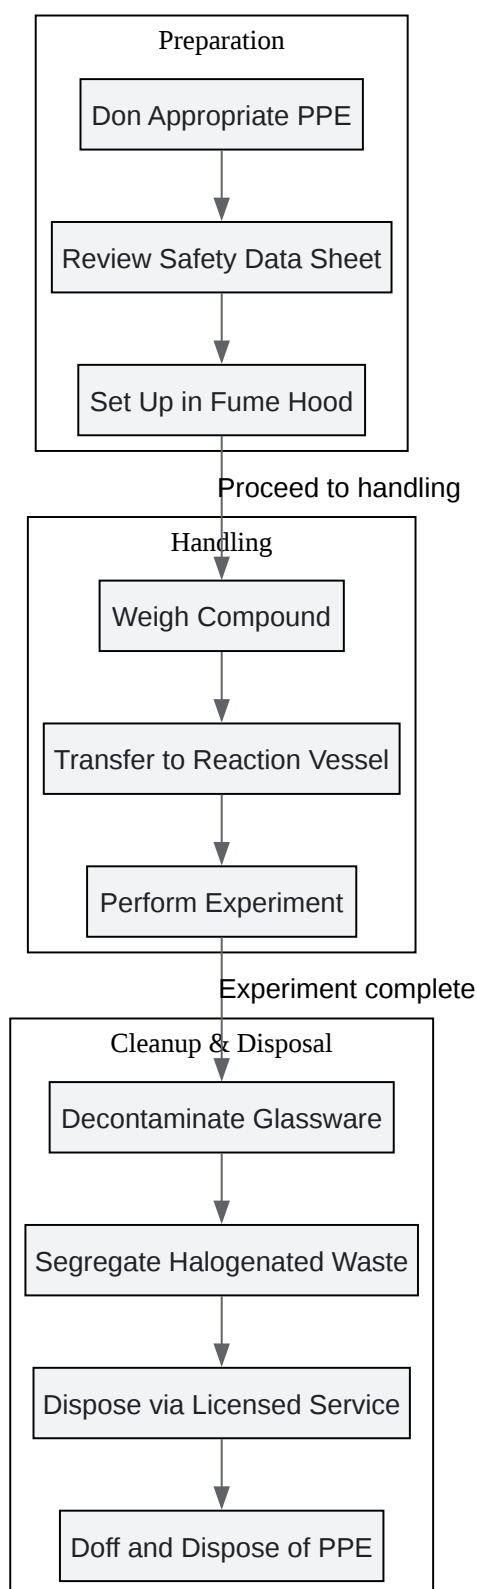 Preparation
Don Appropriate PPE
Review Safety Data Sheet
Set Up in Fume Hood
Proceed to handling
Handling
Weigh Compound
Transfer to Reaction Vessel
Perform Experiment
Experiment complete
Cleanup & Disposal
Decontaminate Glassware
Segregate Halogenated Waste
Dispose via Licensed Service
Doff and Dispose of PPE